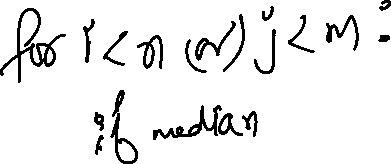 for i < n (or) j < m :
if median